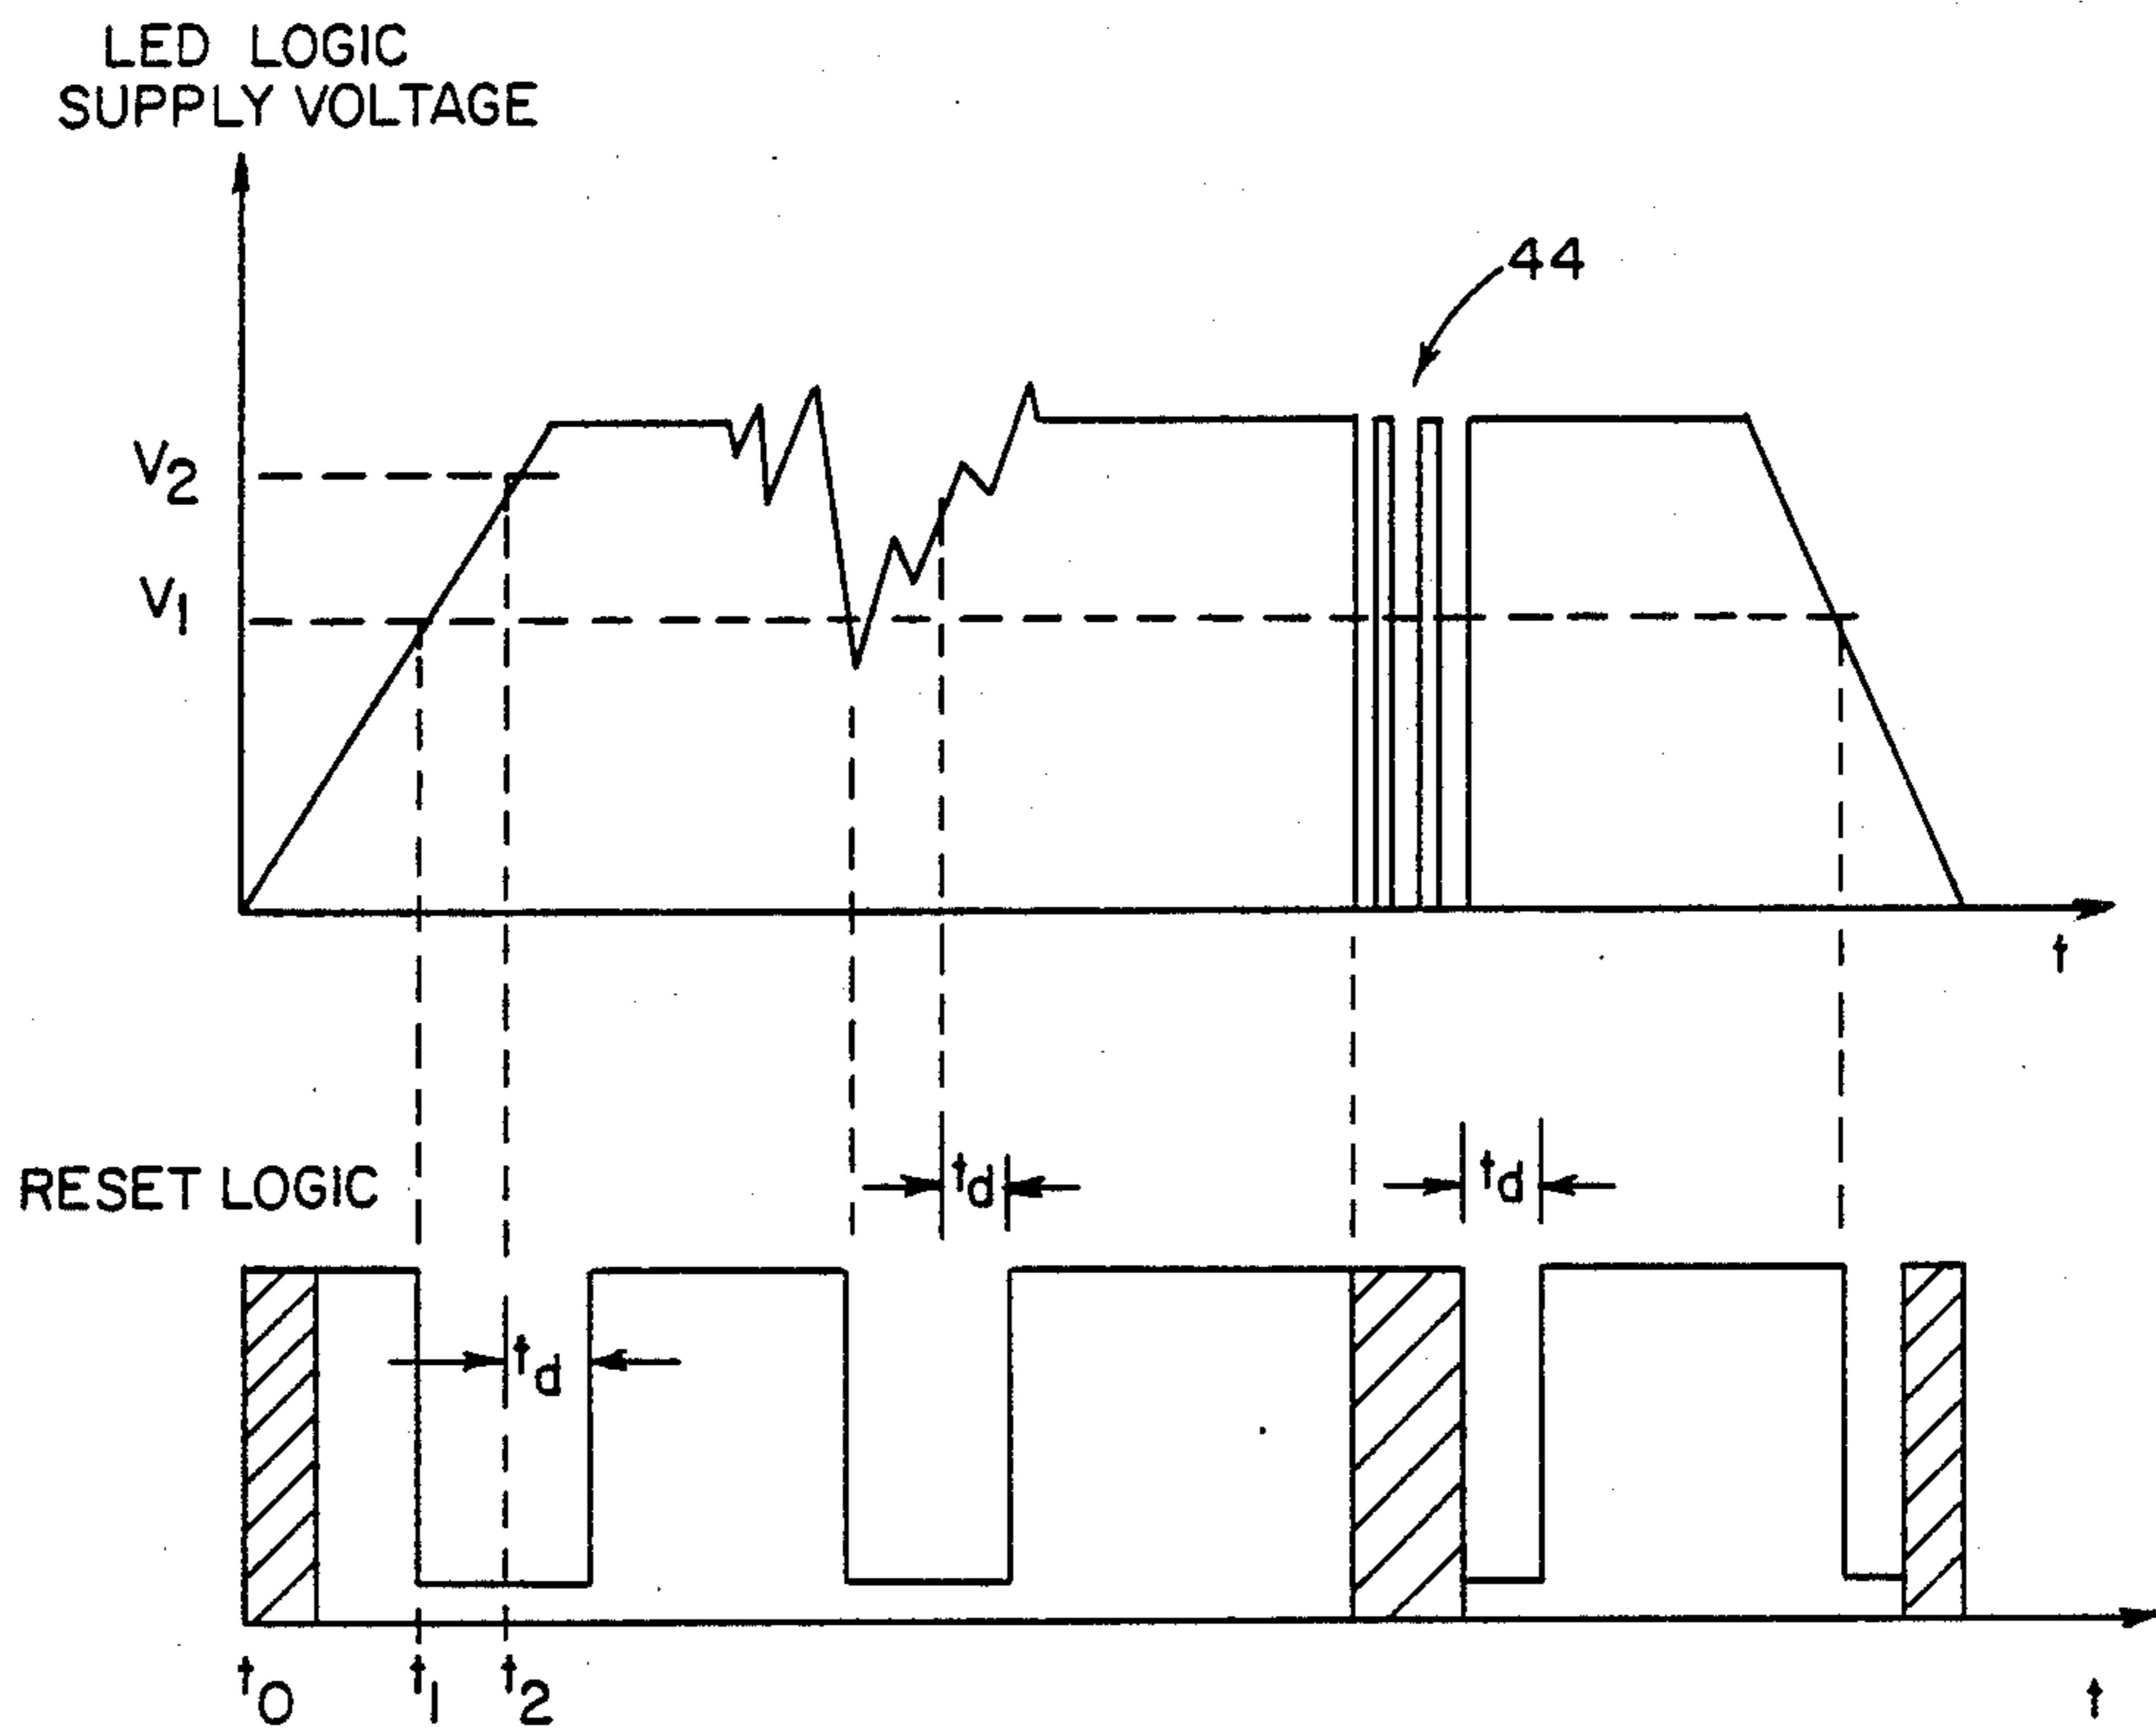 LED LOGIC
SUPPLY VOLTAGE
44
V2
V1
t
RESET LOGIC
td
td
td
t0
t1
t2
t